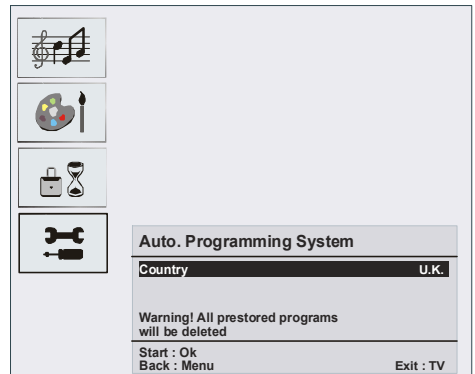 Auto. Programming System
Country U.K.
Warning! All prestored programs
will be deleted
Start : Ok
Back : Menu Exit : TV